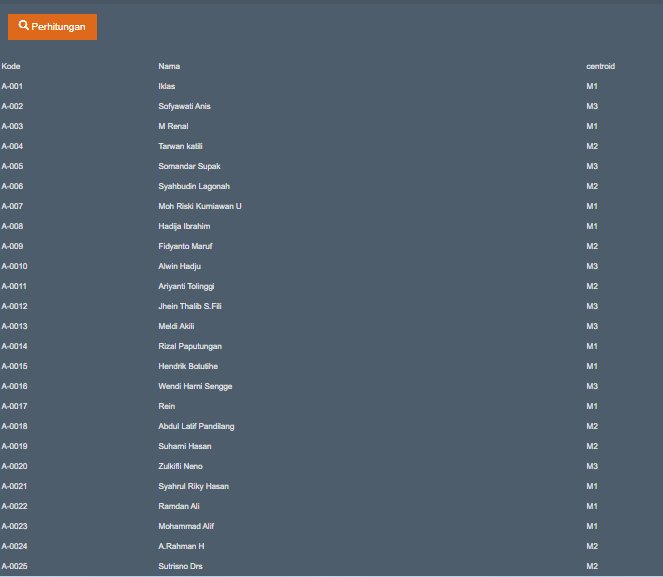 Perhitungan
Kode Nama centroid
A-001 Iklas M1
A-002 Sofyawati Anis M3
A-003 M Renal M1
A-004 Tarwan katili M2
A-005 Somandar Supak M3
A-006 Syahbudin Lagonah M2
A-007 Moh Riski Kurniawan U M1
A-008 Hadija Ibrahim M1
A-009 Fidyanto Maruf M2
A-0010 Alwin Hadju M3
A-0011 Ariyanti Tolinggi M2
A-0012 Jhein Thalib S.Fili M3
A-0013 Meldi Akili M3
A-0014 Rizal Paputungan M1
A-0015 Hendrik Botutihe M1
A-0016 Wendi Harni Sengge M3
A-0017 Rein M1
A-0018 Abdul Latif Pandilang M2
A-0019 Suharni Hasan M2
A-0020 Zulkifli Neno M3
A-0021 Syahrul Riky Hasan M1
A-0022 Ramdan Ali M1
A-0023 Mohammad Alif M1
A-0024 A.Rahman H M2
A-0025 Sutrisno Drs M2